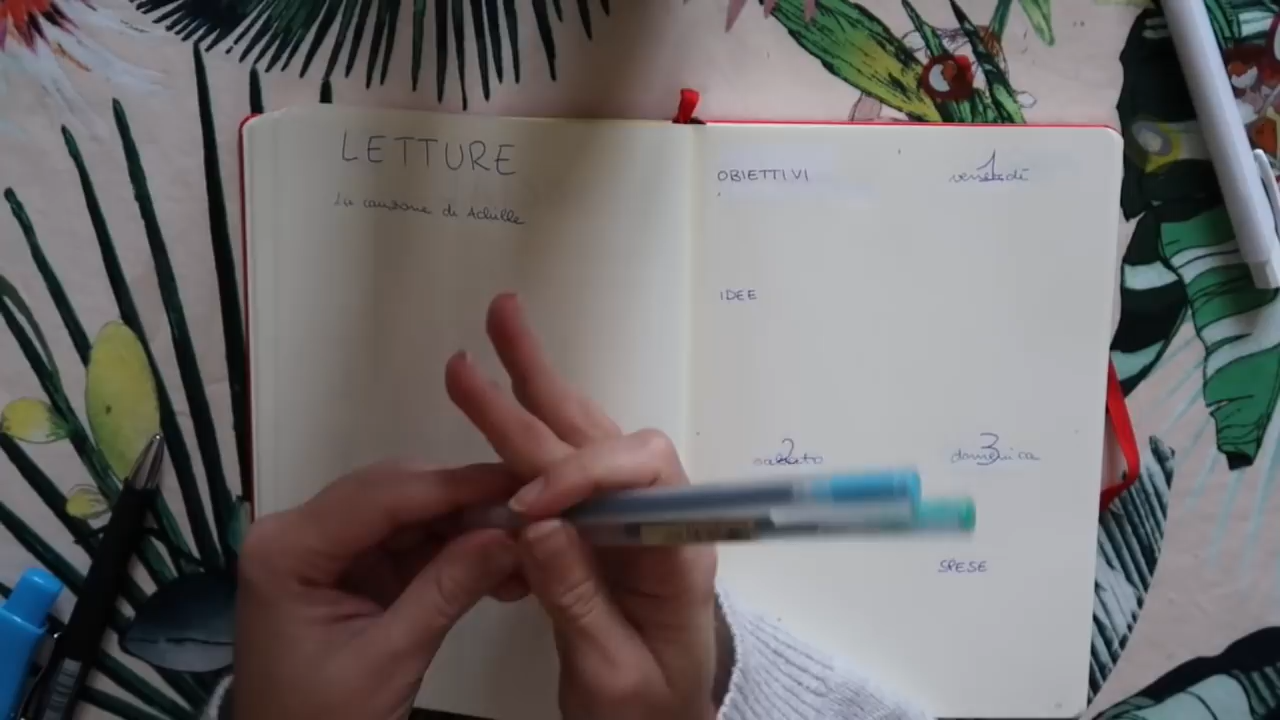 LETTURE
La canzone di Achille
OBIETTIVI
1
venerdì
IDEE
2
sabato
3
domenica
SPESE